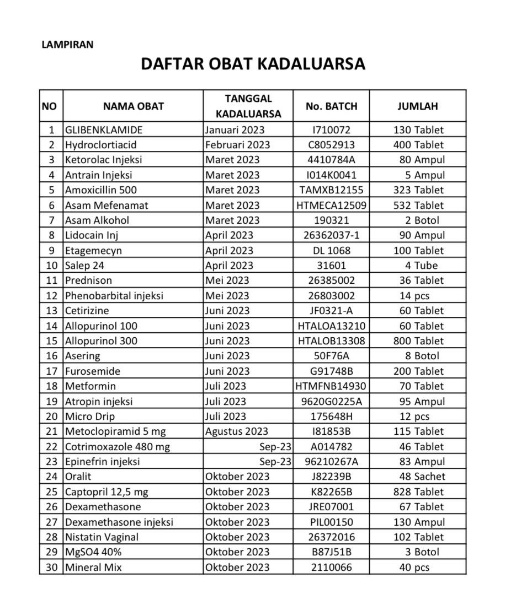 LAMPIRAN
DAFTAR OBAT KADALUARSA
NO NAMA OBAT TANGGAL KADALUARSA No. BATCH JUMLAH
1 GLIBENKLAMIDE Januari 2023 I710072 130 Tablet
2 Hydroclortiacid Februari 2023 C8052913 400 Tablet
3 Ketorolac Injeksi Maret 2023 4410784A 80 Ampul
4 Antrain Injeksi Maret 2023 I014K0041 5 Ampul
5 Amoxicillin 500 Maret 2023 TAMXB12155 323 Tablet
6 Asam Mefenamat Maret 2023 HTMECA12509 532 Tablet
7 Asam Alkohol Maret 2023 190321 2 Botol
8 Lidocain Inj April 2023 26362037-1 90 Ampul
9 Etagemecyn April 2023 DL 1068 100 Tablet
10 Salep 24 April 2023 31601 4 Tube
11 Prednison Mei 2023 26385002 36 Tablet
12 Phenobarbital injeksi Mei 2023 26803002 14 pcs
13 Cetirizine Juni 2023 JF0321-A 60 Tablet
14 Allopurinol 100 Juni 2023 HTALOA13210 60 Tablet
15 Allopurinol 300 Juni 2023 HTALOB13308 800 Tablet
16 Asering Juni 2023 50F76A 8 Botol
17 Furosemide Juni 2023 G91748B 200 Tablet
18 Metformin Juli 2023 HTMFNB14930 70 Tablet
19 Atropin injeksi Juli 2023 9620G0225A 95 Ampul
20 Micro Drip Juli 2023 175648H 12 pcs
21 Metoclopiramid 5 mg Agustus 2023 I81853B 115 Tablet
22 Cotrimoxazole 480 mg Sep-23 A014782 46 Tablet
23 Epinefrin injeksi Sep-23 96210267A 83 Ampul
24 Oralit Oktober 2023 J82239B 48 Sachet
25 Captopril 12,5 mg Oktober 2023 K82265B 828 Tablet
26 Dexamethasone Oktober 2023 JRE07001 67 Tablet
27 Dexamethasone injeksi Oktober 2023 PIL00150 130 Ampul
28 Nistatin Vaginal Oktober 2023 26372016 102 Tablet
29 MgSO4 40% Oktober 2023 B87J51B 3 Botol
30 Mineral Mix Oktober 2023 2110066 40 pcs